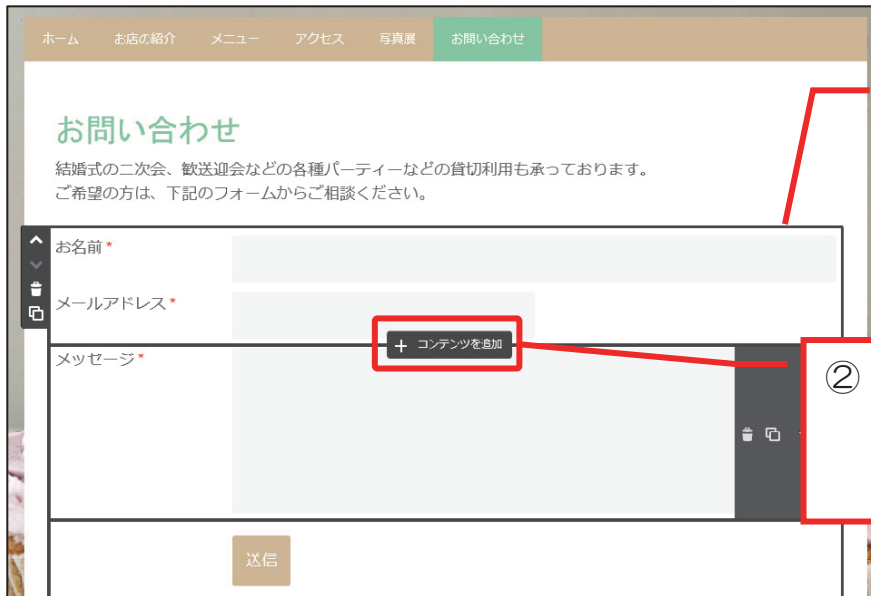 ホーム お店の紹介 メニュー アクセス 写真展 お問い合わせ
お問い合わせ
結婚式の二次会、歓送迎会などの各種パーティーなどの貸切利用も承っております。
ご希望の方は、下記のフォームからご相談ください。
お名前*
メールアドレス*
+ コンテンツを追加
メッセージ*
②
送信